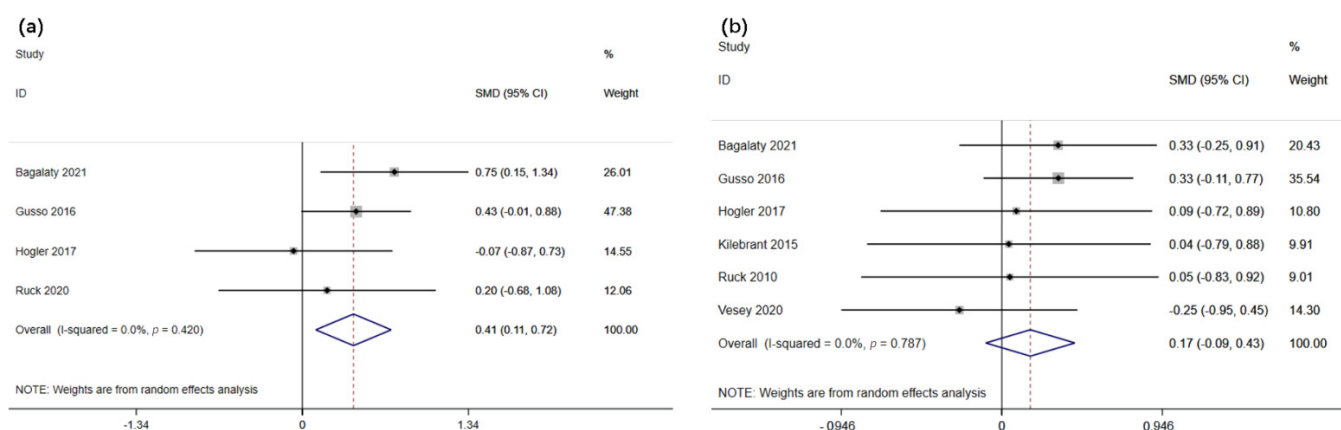 (a)
Study %
ID SMD (95% CI) Weight
Bagalaty 2021 0.75 (0.15, 1.34) 26.01
Gusso 2016 0.43 (-0.01, 0.88) 47.38
Hogler 2017 -0.07 (-0.87, 0.73) 14.55
Ruck 2020 0.20 (-0.68, 1.08) 12.06
Overall (I-squared = 0.0%, p = 0.420) 0.41 (0.11, 0.72) 100.00
NOTE: Weights are from random effects analysis
-1.34 0 1.34
(b)
Study %
ID SMD (95% CI) Weight
Bagalaty 2021 0.33 (-0.25, 0.91) 20.43
Gusso 2016 0.33 (-0.11, 0.77) 35.54
Hogler 2017 0.09 (-0.72, 0.89) 10.80
Kilebrant 2015 0.04 (-0.79, 0.88) 9.91
Ruck 2010 0.05 (-0.83, 0.92) 9.01
Vesey 2020 -0.25 (-0.95, 0.45) 14.30
Overall (I-squared = 0.0%, p = 0.787) 0.17 (-0.09, 0.43) 100.00
NOTE: Weights are from random effects analysis
-.0946 0 0.946